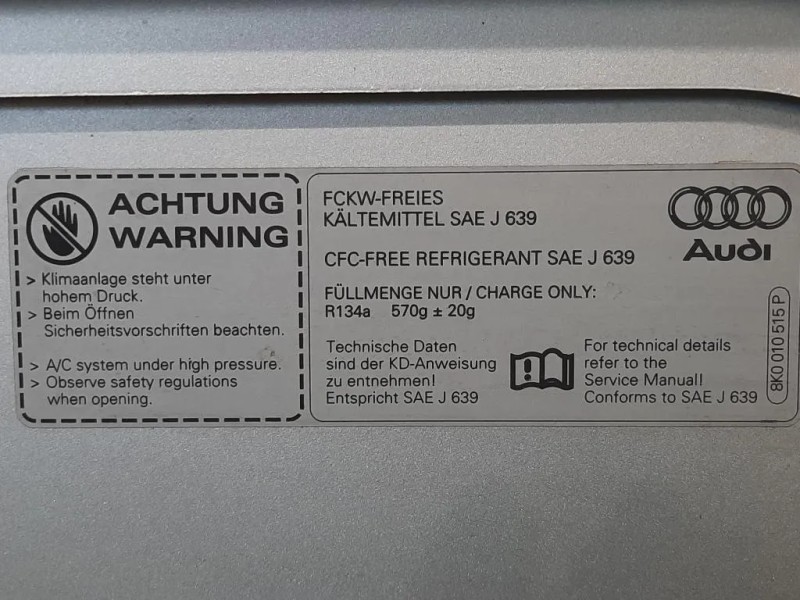 ACHTUNG
WARNING
> Klimaanlage steht unter
hohem Druck.
> Beim Öffnen
Sicherheitsvorschriften beachten.
> A/C system under high pressure.
> Observe safety regulations
when opening.
FCKW-FREIES
KÄLTEMITTEL SAE J 639
CFC-FREE REFRIGERANT SAE J 639
FÜLLMENGE NUR / CHARGE ONLY:
R134a 570g ± 20g
Technische Daten
sind der KD-Anweisung
zu entnehmen!
Entspricht SAE J 639
For technical details
refer to the
Service Manual!
Conforms to SAE J 639
Audi
8K0 010 515 P